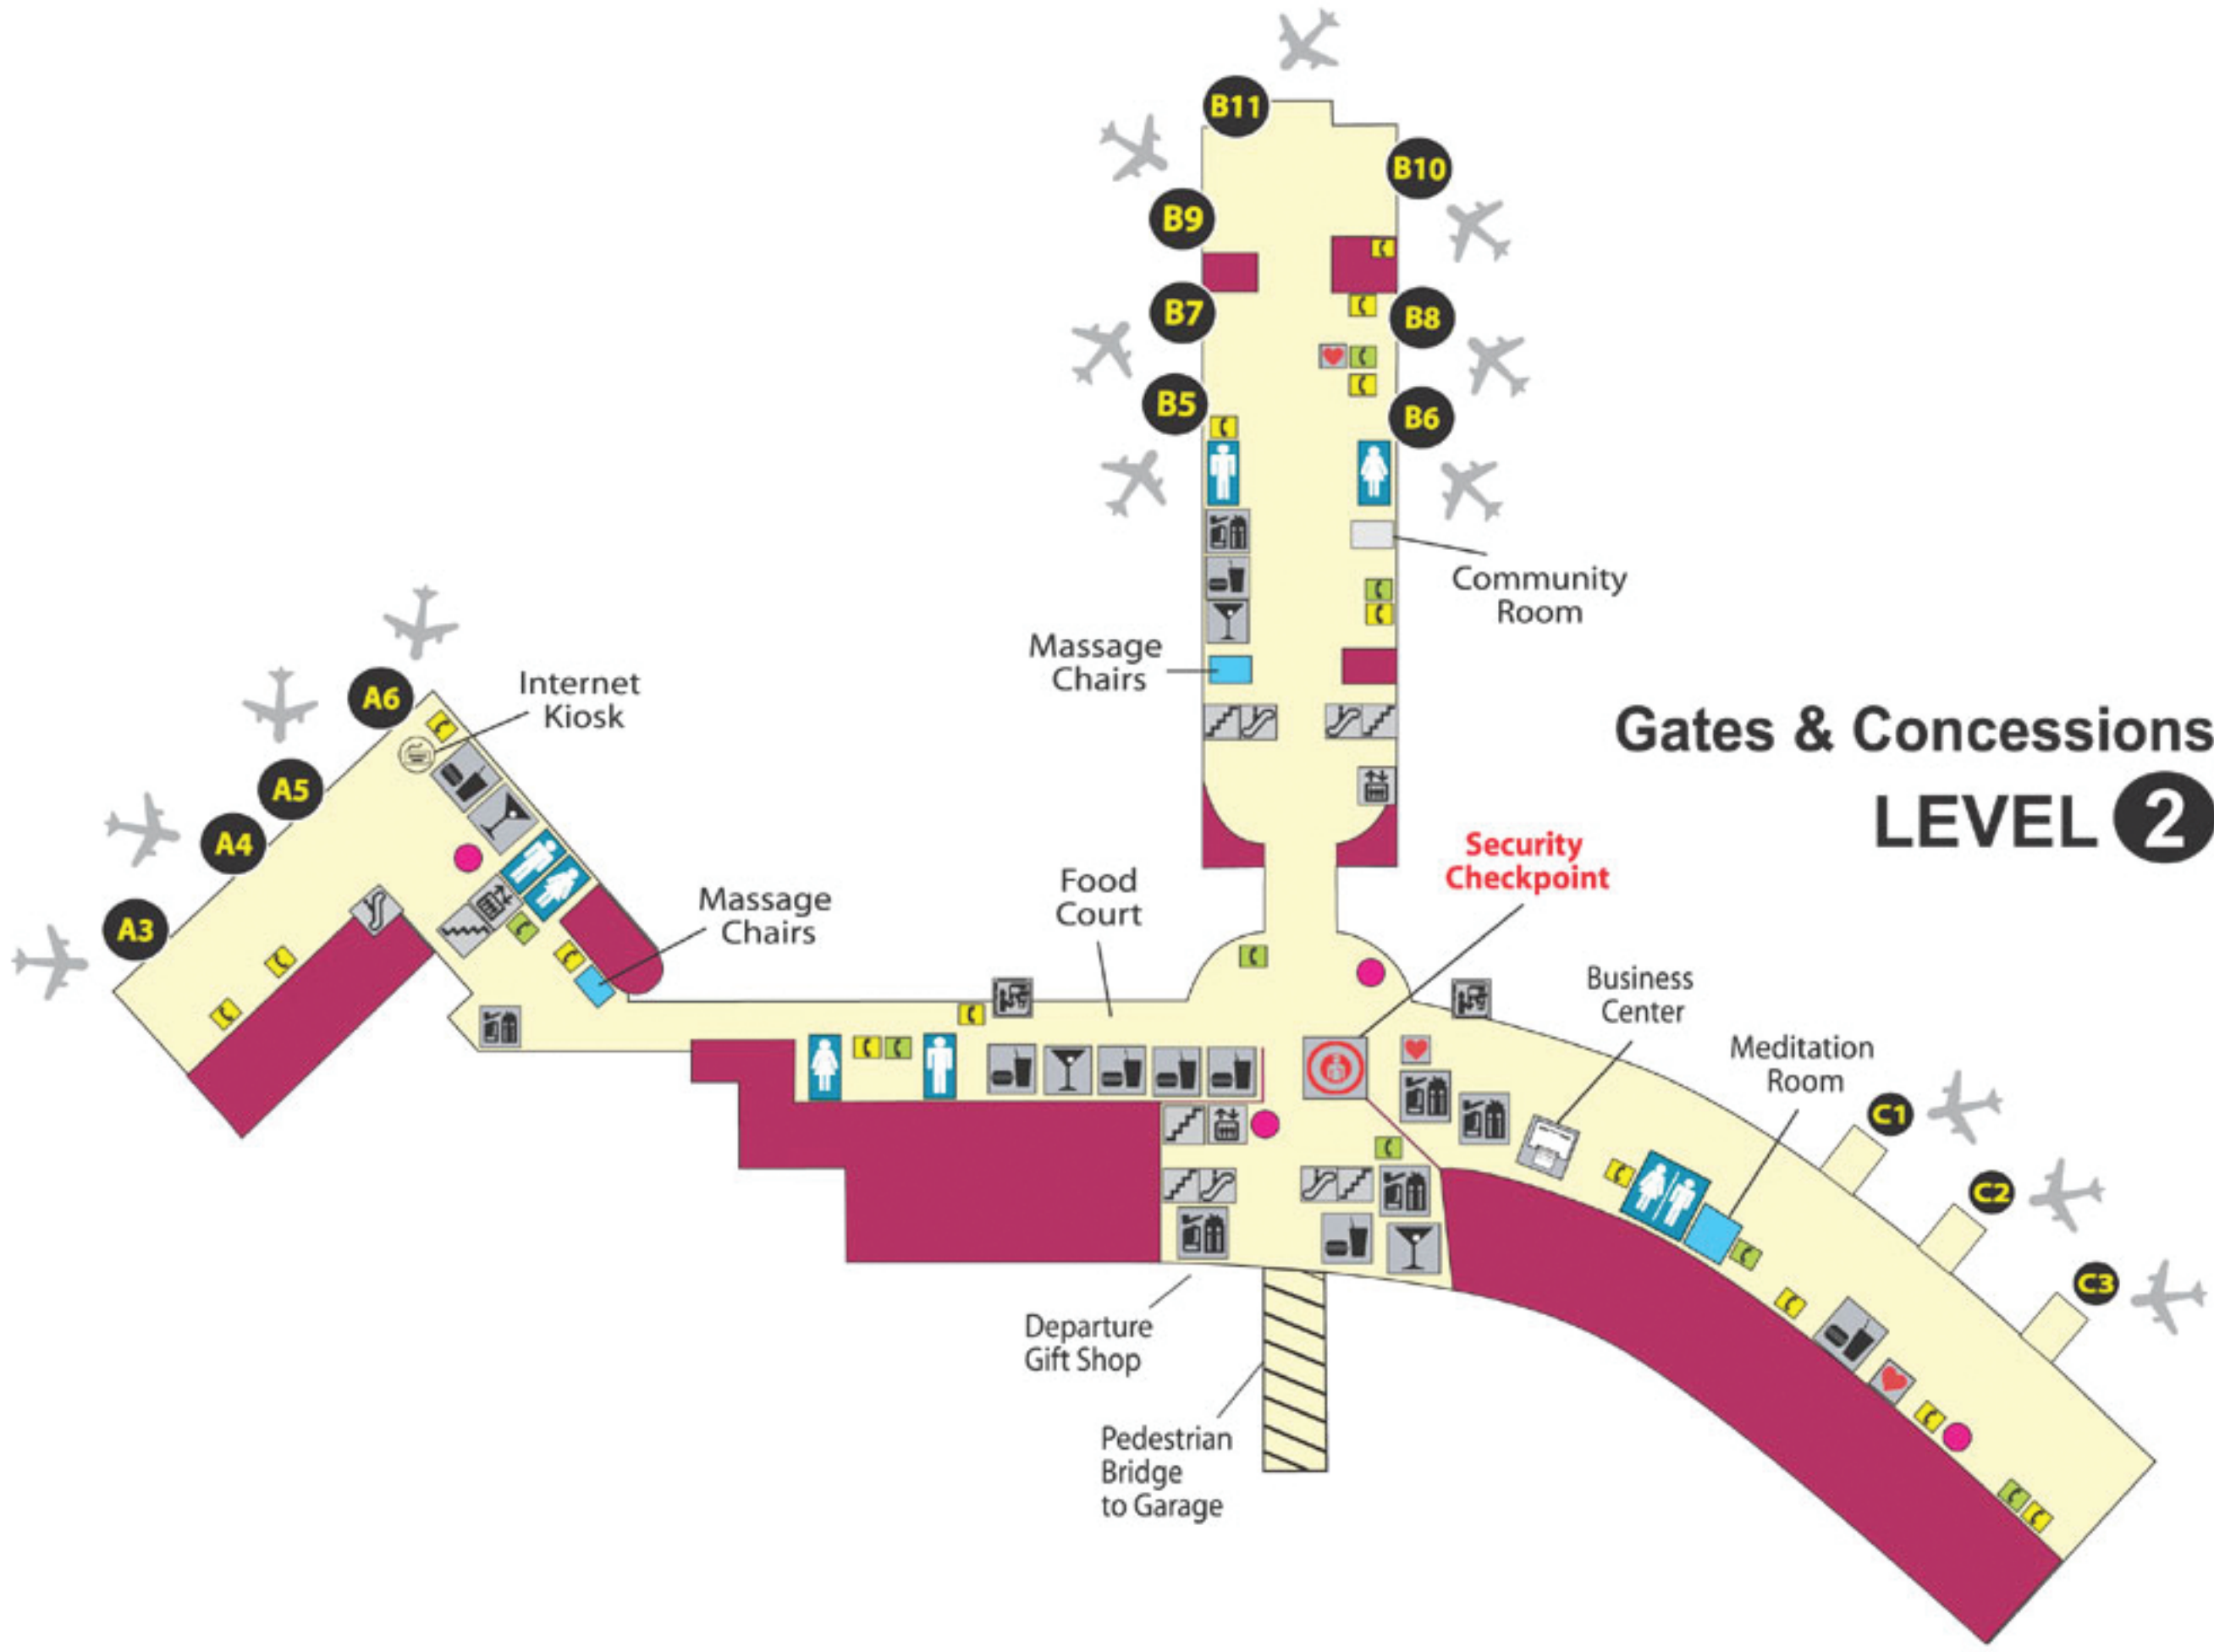 B11
B10
B9
B7
B8
B5
B6
Community
Room
Massage
Chairs
A6
Internet
Kiosk
Gates & Concessions
LEVEL 2
A5
A4
A3
Massage
Chairs
Food
Court
Security
Checkpoint
Business
Center
Meditation
Room
C1
C2
C3
Departure
Gift Shop
Pedestrian
Bridge
to Garage